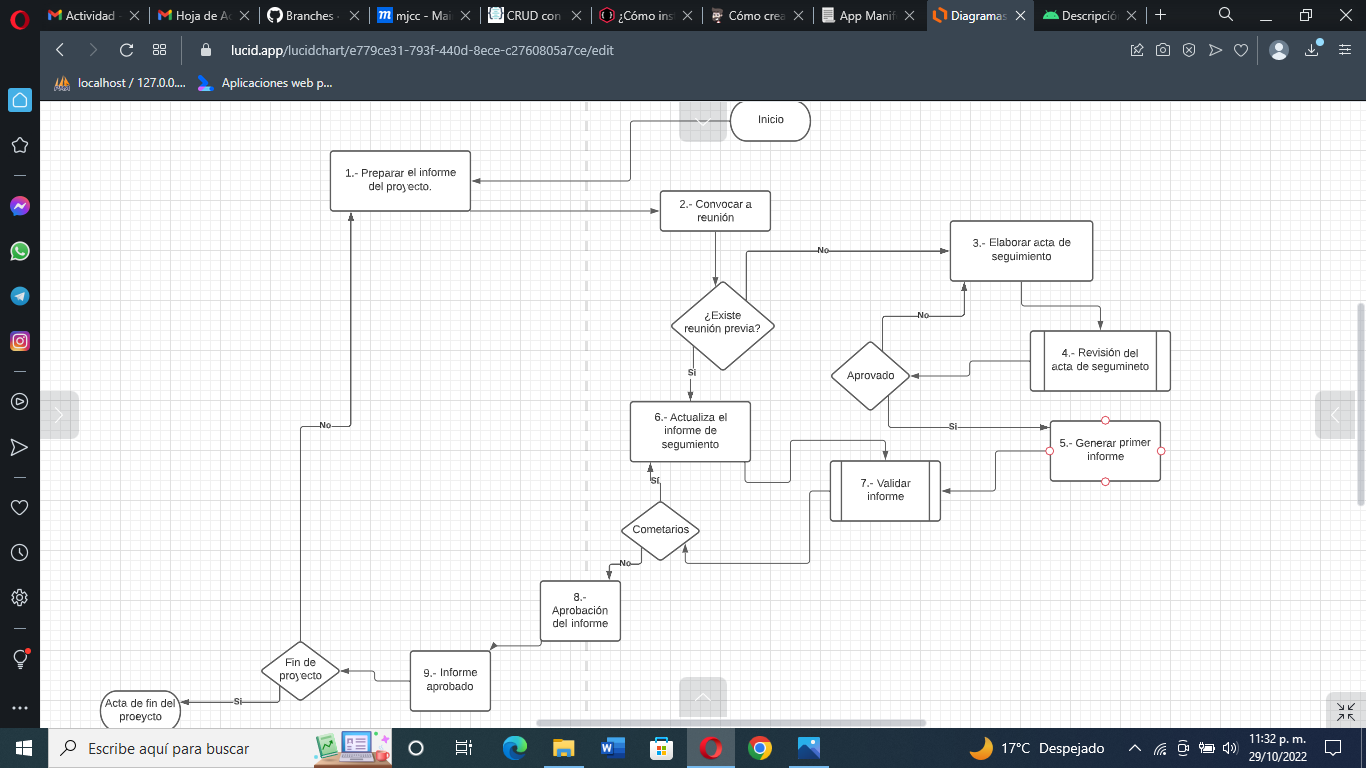 Actividad
Hoja de Ac
Branches ·
mjcc - Mai
CRUD con
¿Cómo inst
Cómo crea
App Manif
Diagramas
Descripció
lucid.app/lucidchart/e779ce31-793f-440d-8ece-c2760805a7ce/edit
localhost / 127.0.0....
Aplicaciones web p...
Inicio
1.- Preparar el informe
del proyecto.
2.- Convocar a
reunión
No
3.- Elaborar acta de
seguimiento
¿Existe
reunión previa?
No
4.- Revisión del
acta de segumineto
Aprovado
Si
6.- Actualiza el
informe de
segumiento
No
Si
5.- Generar primer
informe
Sí
7.- Validar
informe
Cometarios
No
8.-
Aprobación
del informe
Fin de
proyecto
9.- Informe
aprobado
Si
Acta de fin del
proeycto
Escribe aquí para buscar
17°C Despejado
11:32 p. m.
29/10/2022